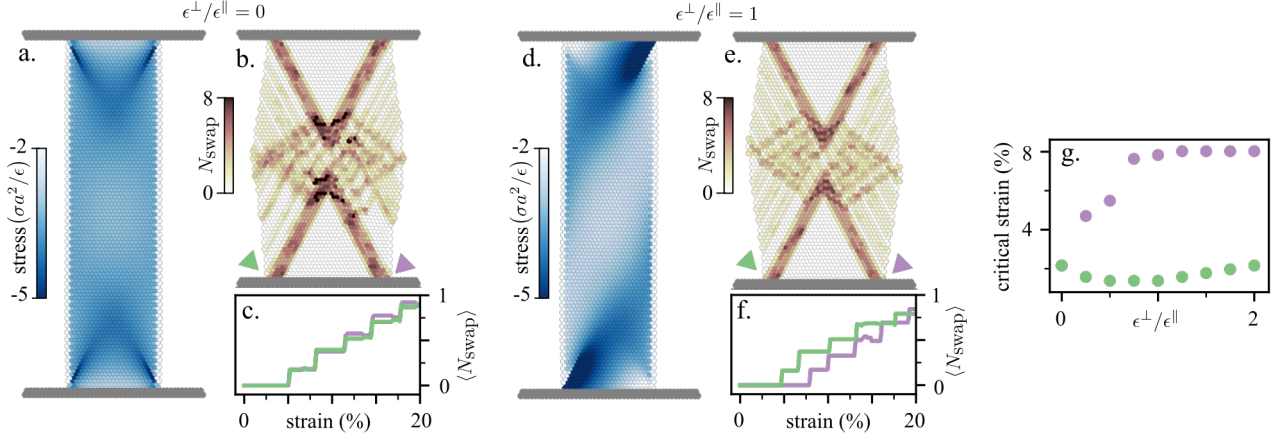 ϵ⊥/ϵ∥ = 0
ϵ⊥/ϵ∥ = 1
a.
-2
stress(σa²/ϵ)
-5
b.
8
N_swap
0
c.
1
⟨N_swap⟩
0
0
strain (%)
20
d.
-2
stress(σa²/ϵ)
-5
e.
8
N_swap
0
f.
1
⟨N_swap⟩
0
0
strain (%)
20
g.
8
4
critical strain (%)
0
ϵ⊥/ϵ∥
2